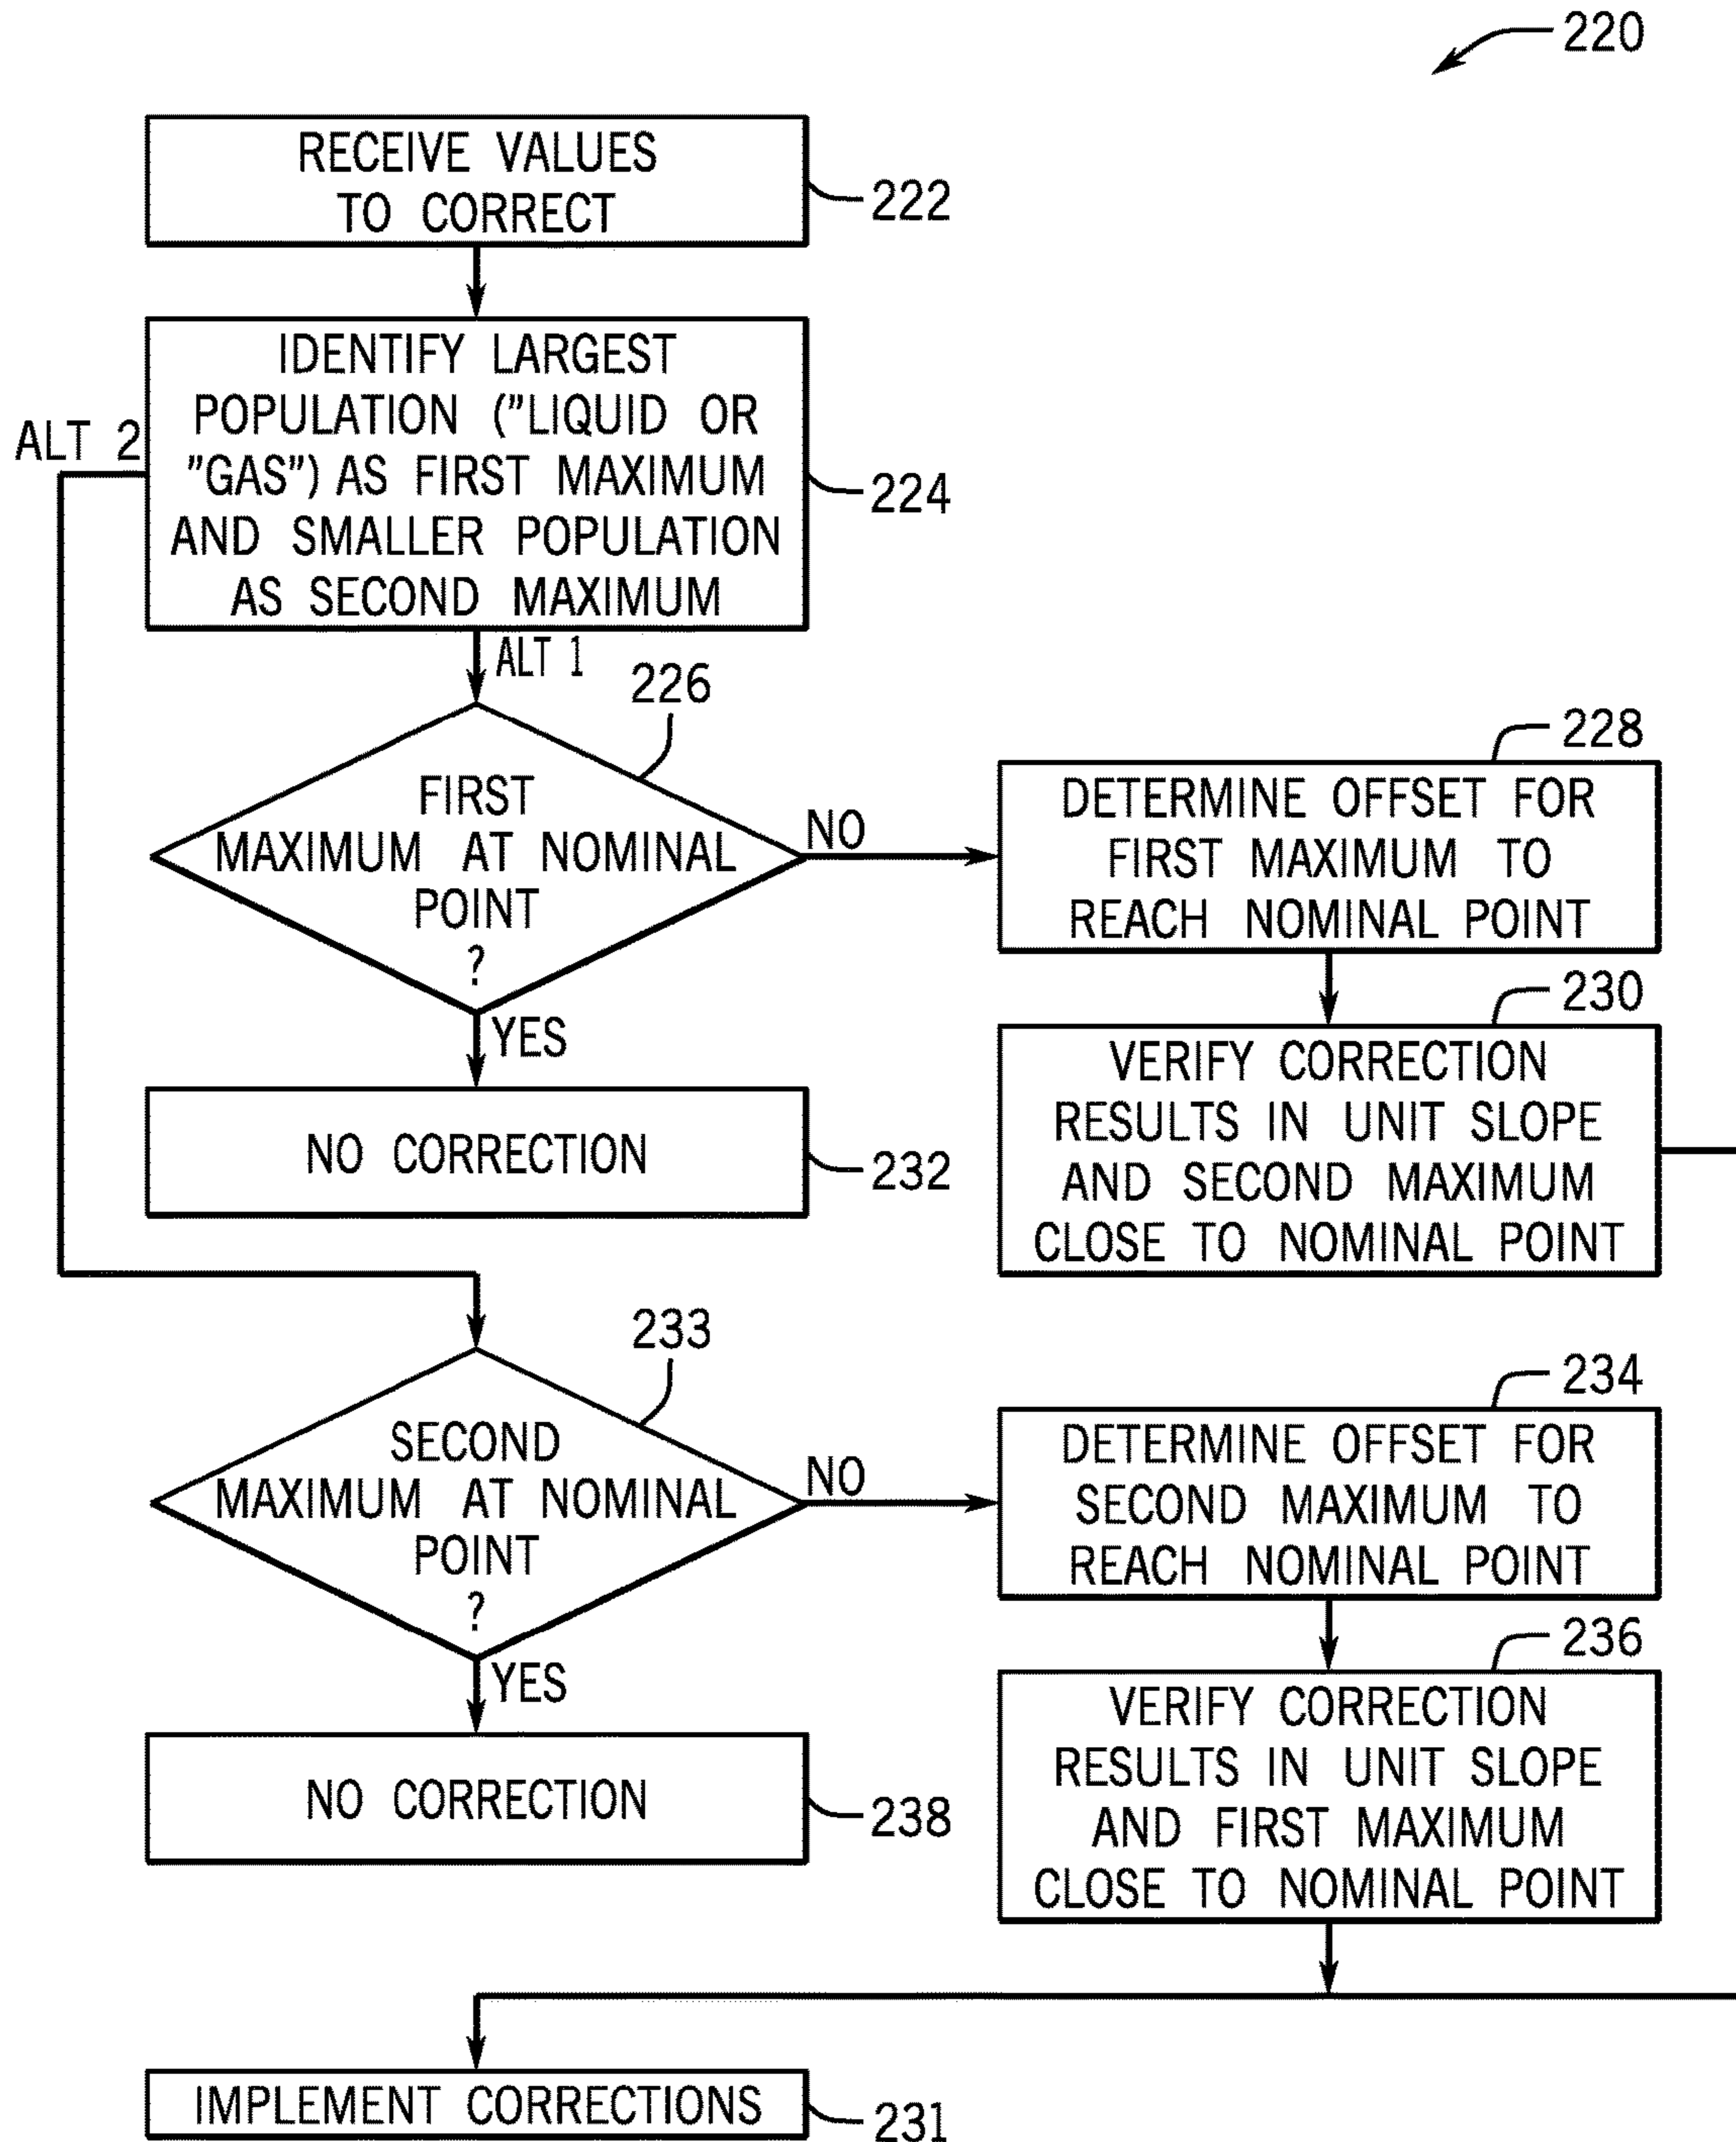 220
RECEIVE VALUES
TO CORRECT
222
IDENTIFY LARGEST
POPULATION ("LIQUID OR
"GAS") AS FIRST MAXIMUM
AND SMALLER POPULATION
AS SECOND MAXIMUM
224
ALT 2
ALT 1
226
FIRST
MAXIMUM AT NOMINAL
POINT
?
NO
YES
228
DETERMINE OFFSET FOR
FIRST MAXIMUM TO
REACH NOMINAL POINT
230
VERIFY CORRECTION
RESULTS IN UNIT SLOPE
AND SECOND MAXIMUM
CLOSE TO NOMINAL POINT
NO CORRECTION
232
233
SECOND
MAXIMUM AT NOMINAL
POINT
?
NO
YES
234
DETERMINE OFFSET FOR
SECOND MAXIMUM TO
REACH NOMINAL POINT
236
VERIFY CORRECTION
RESULTS IN UNIT SLOPE
AND FIRST MAXIMUM
CLOSE TO NOMINAL POINT
NO CORRECTION
238
IMPLEMENT CORRECTIONS
231